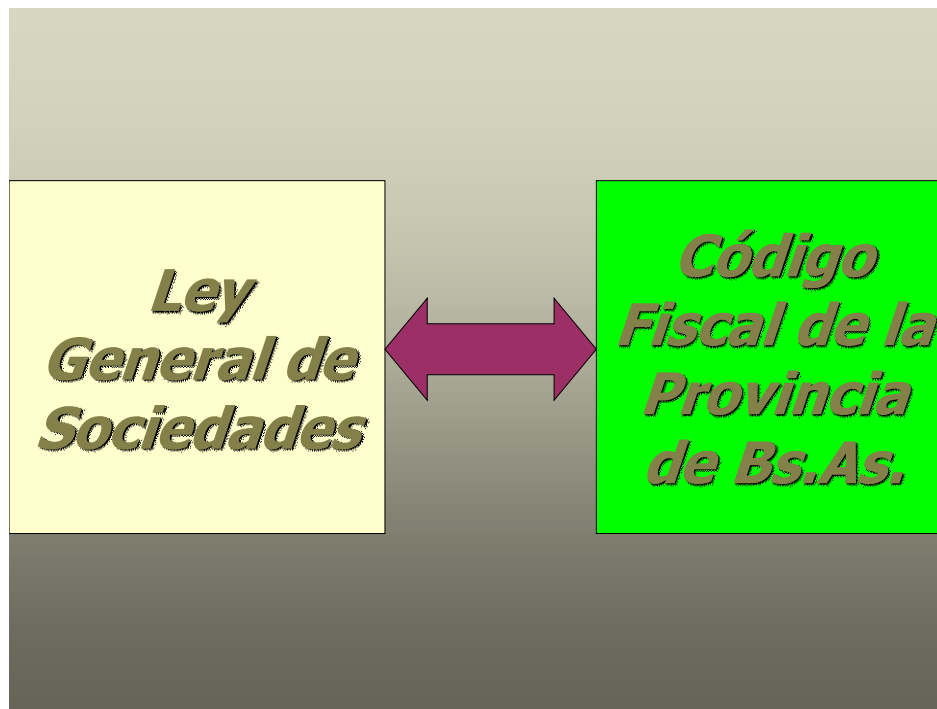 Ley
General de
Sociedades
Código
Fiscal de la
Provincia
de Bs.As.